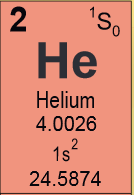 2 ¹S₀
He
Helium
4.0026
1s²
24.5874